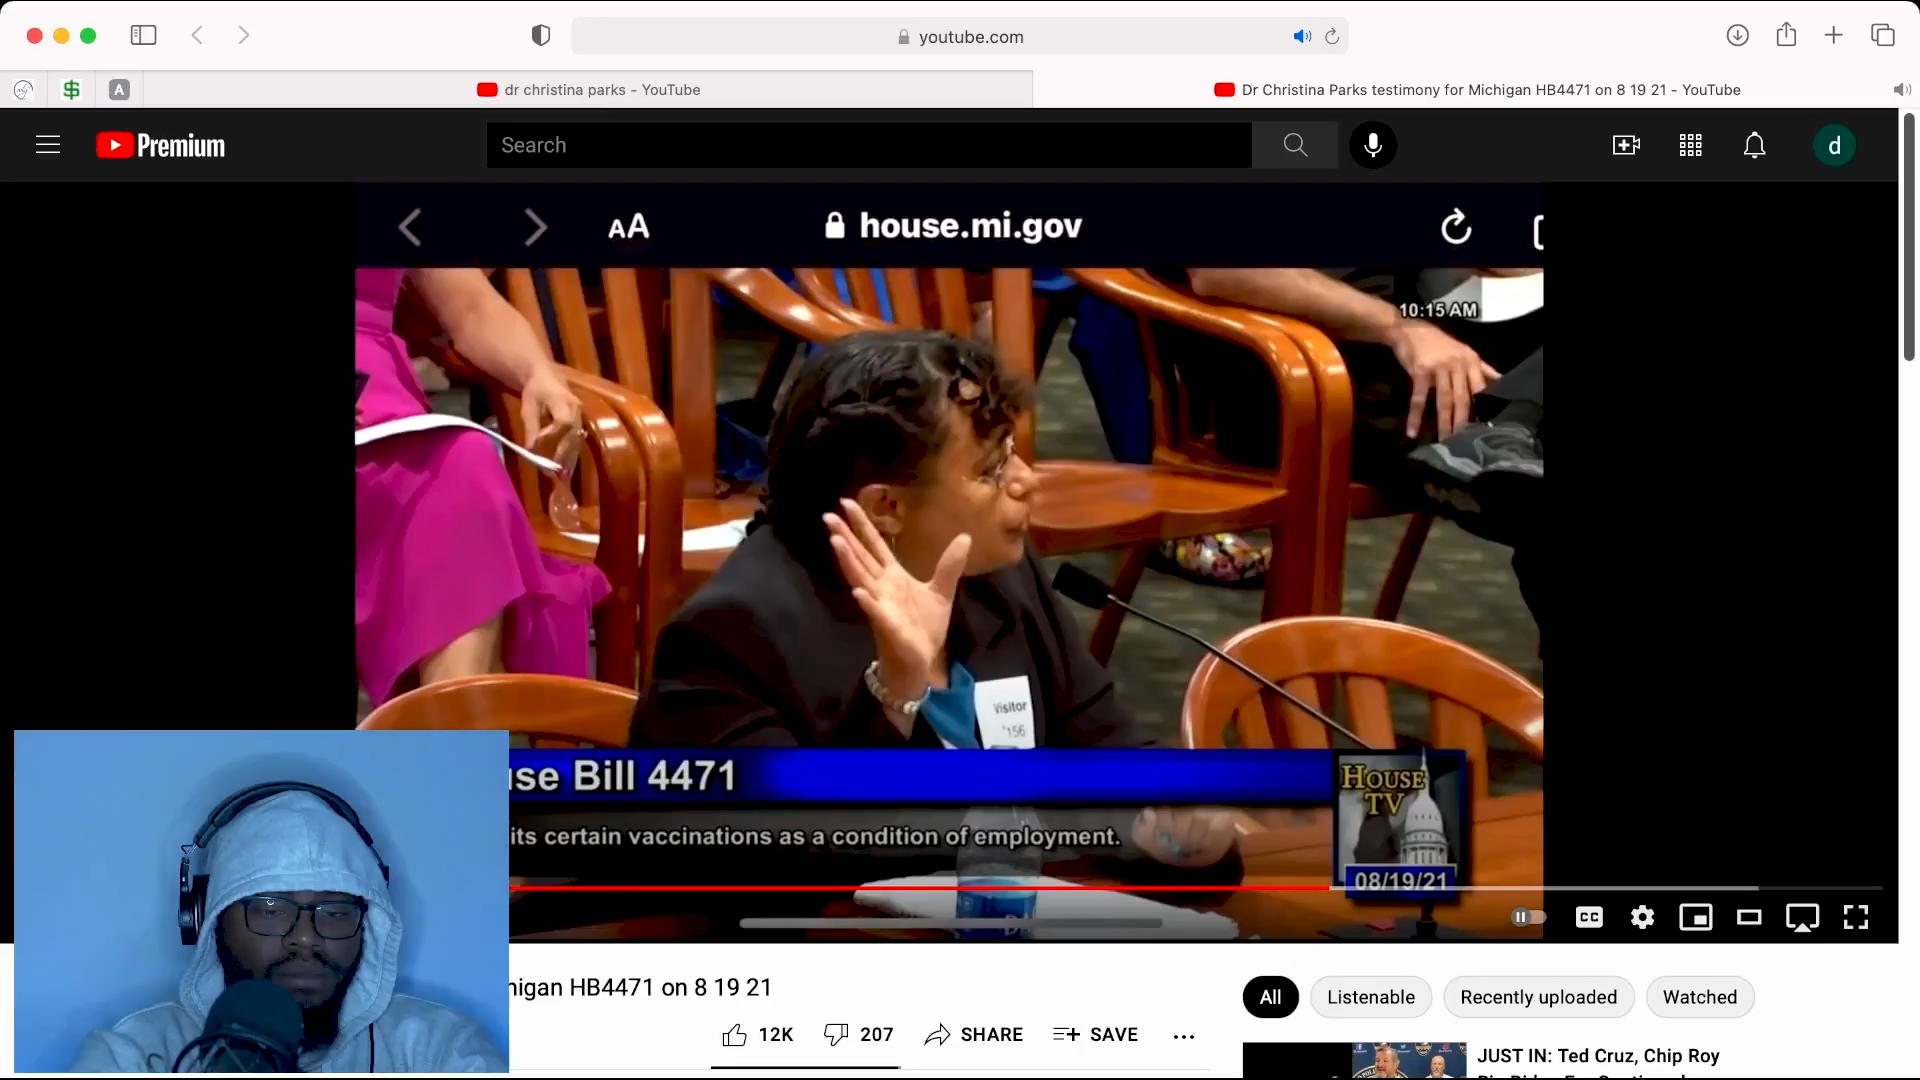 youtube.com
A
dr christina parks - YouTube
Dr Christina Parks testimony for Michigan HB4471 on 8 19 21 - YouTube
Premium
Search
d
AA
house.mi.gov
10:15 AM
Visitor
156
se Bill 4471
its certain vaccinations as a condition of employment.
HOUSE
TV
08/19/21
CC
igan HB4471 on 8 19 21
12K
207
SHARE
SAVE
All
Listenable
Recently uploaded
Watched
JUST IN: Ted Cruz, Chip Roy